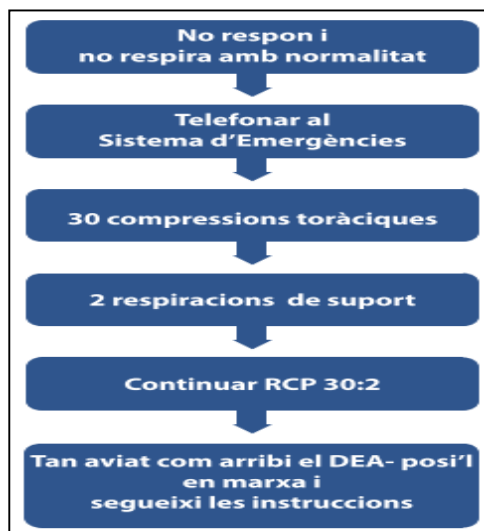 No respon i
no respira amb normalitat
Telefonar al
Sistema d'Emergències
30 compressions toràciques
2 respiracions de suport
Continuar RCP 30:2
Tan aviat com arribi el DEA- posi'l
en marxa i
segueixi les instruccions